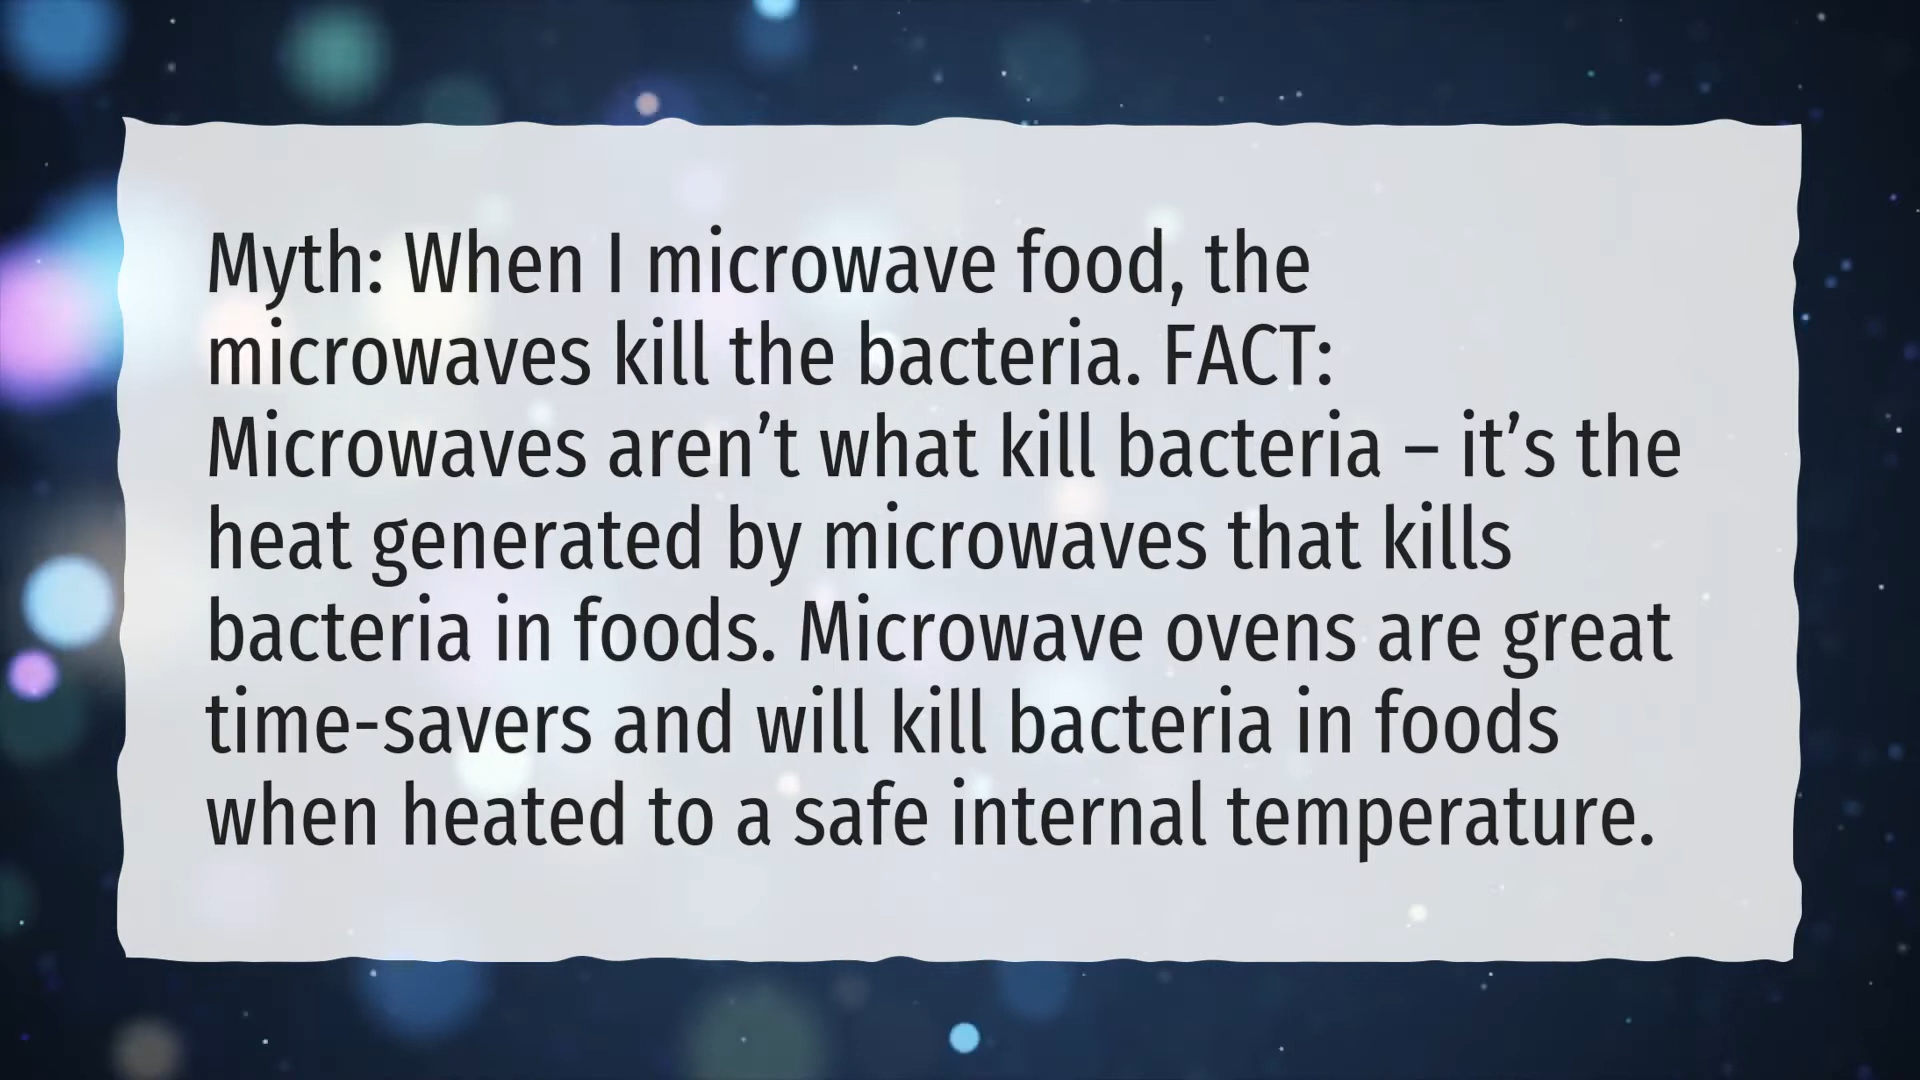 Myth: When I microwave food, the
microwaves kill the bacteria. FACT:
Microwaves aren’t what kill bacteria – it’s the
heat generated by microwaves that kills
bacteria in foods. Microwave ovens are great
time-savers and will kill bacteria in foods
when heated to a safe internal temperature.